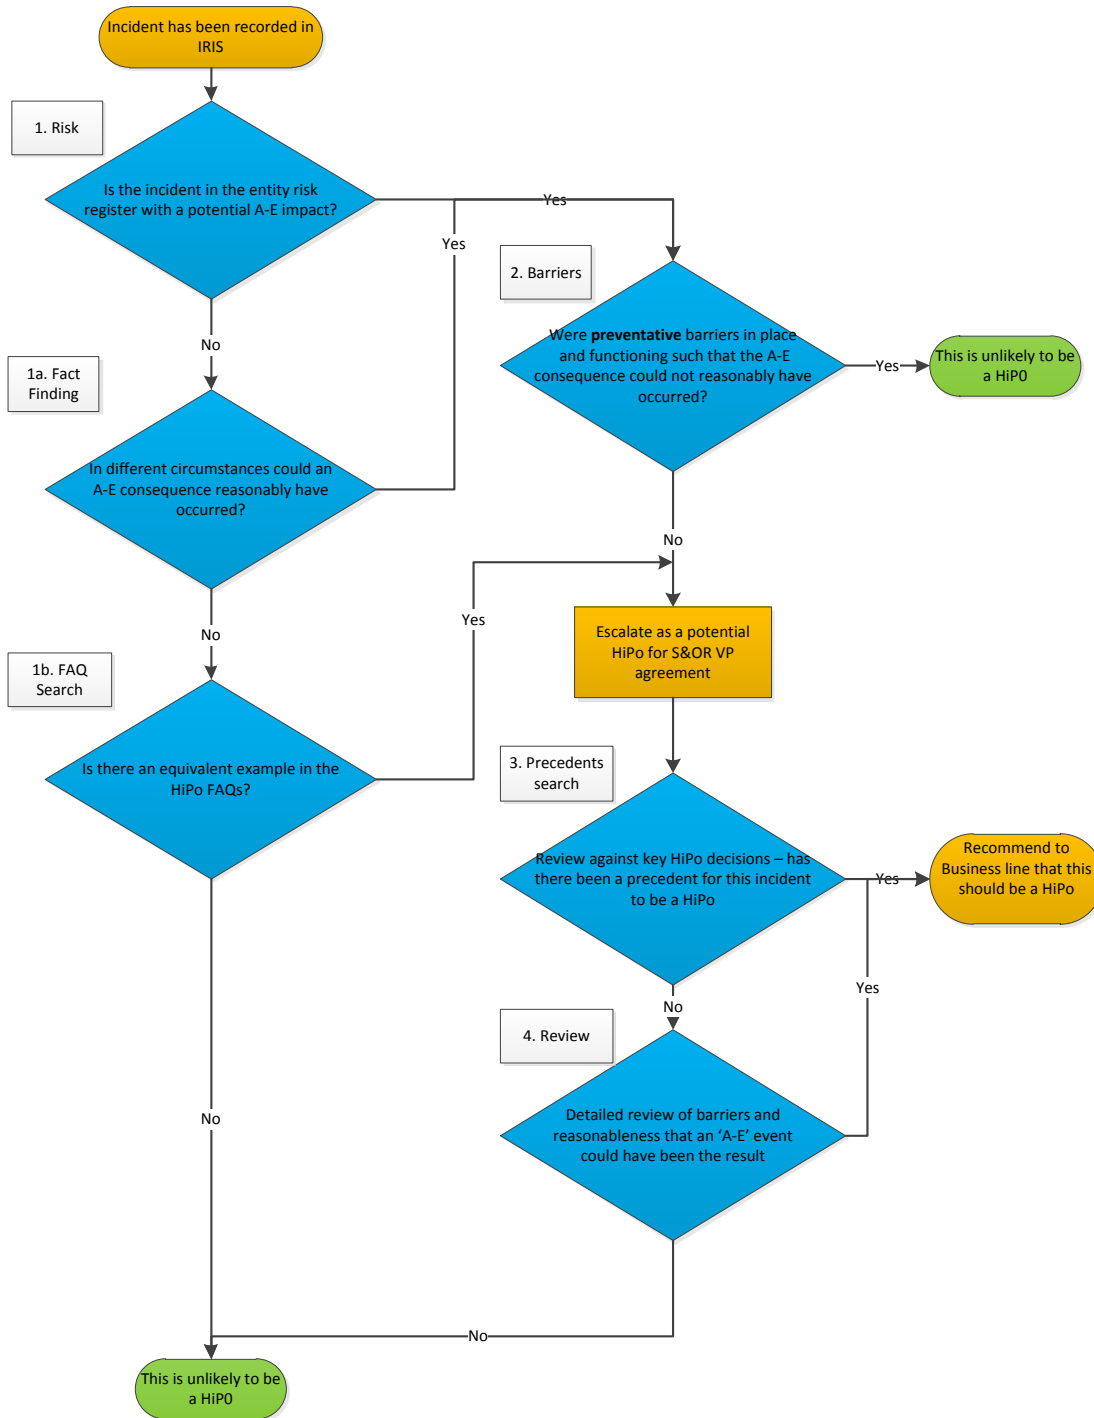 Incident has been recorded in
IRIS
1. Risk
Is the incident in the entity risk
register with a potential A-E impact?
Yes
Yes
No
2. Barriers
Were preventative barriers in place
and functioning such that the A-E
consequence could not reasonably have
occurred?
Yes
This is unlikely to be
a HiP0
1a. Fact
Finding
In different circumstances could an
A-E consequence reasonably have
occurred?
No
No
Yes
1b. FAQ
Search
Is there an equivalent example in the
HiPo FAQs?
Escalate as a potential
HiPo for S&OR VP
agreement
3. Precedents
search
Review against key HiPo decisions – has
there been a precedent for this incident
to be a HiPo
Yes
Recommend to
Business line that this
should be a HiPo
Yes
No
4. Review
Detailed review of barriers and
reasonableness that an ‘A-E’ event
could have been the result
No
No
This is unlikely to be
a HiP0